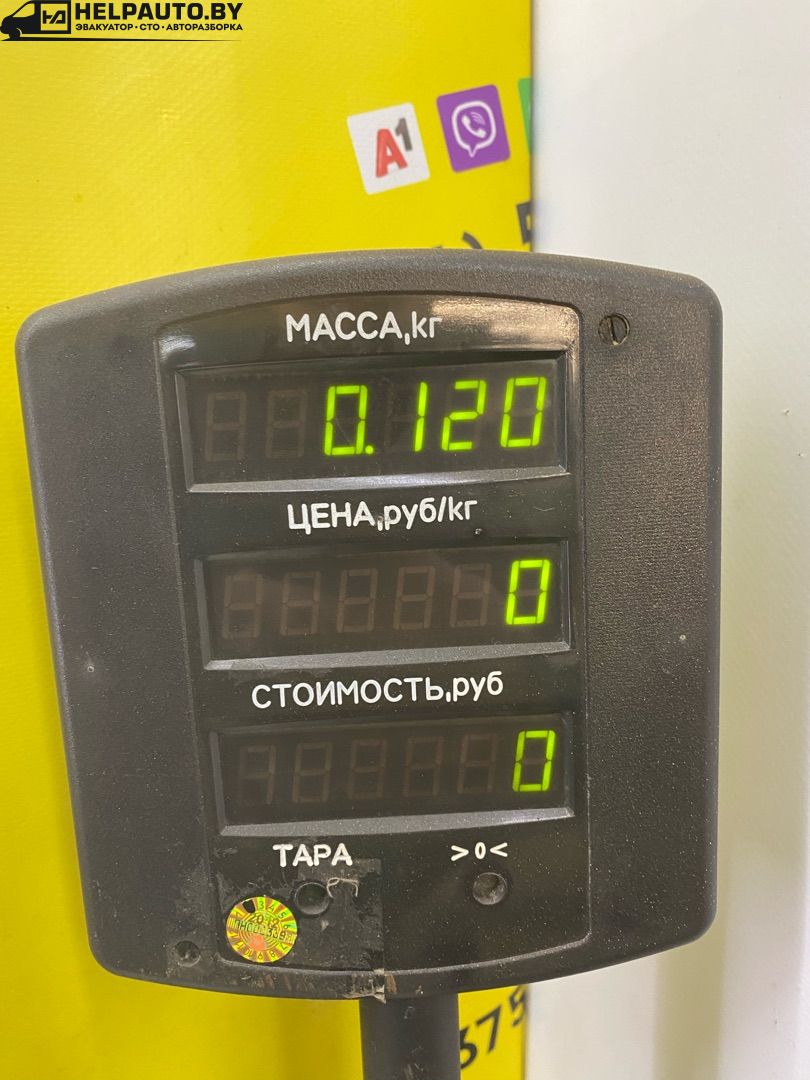 HELPAUTO.BY
ЭВАКУАТОР•СТО•АВТОРАЗБОРКА
A1
МАССА,кг
0.120
ЦЕНА,руб/кг
0
СТОИМОСТЬ,руб
0
ТАРА >0<
375